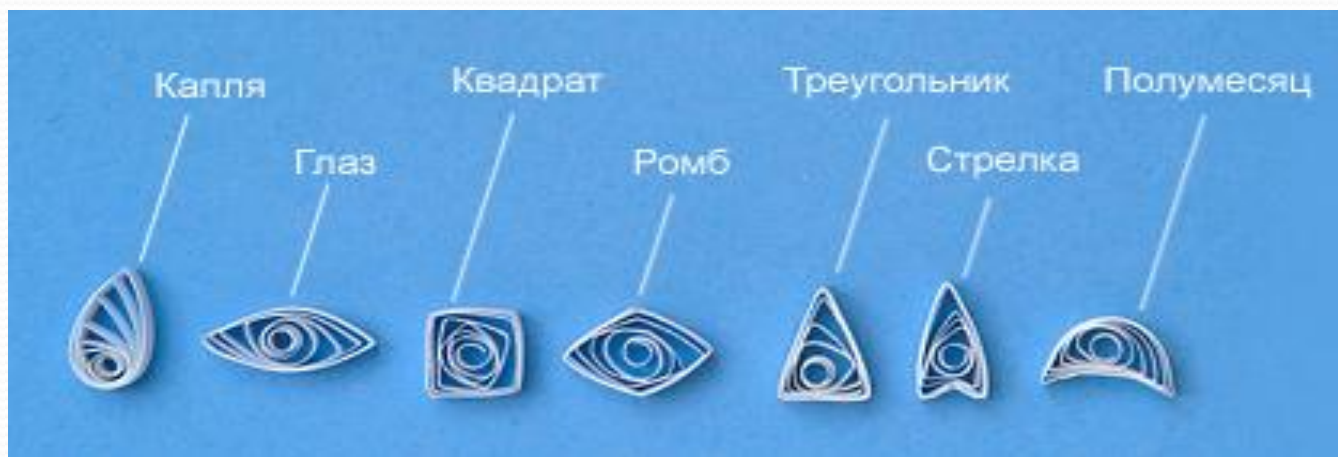 Капля
Квадрат
Треугольник
Полумесяц
Глаз
Ромб
Стрелка